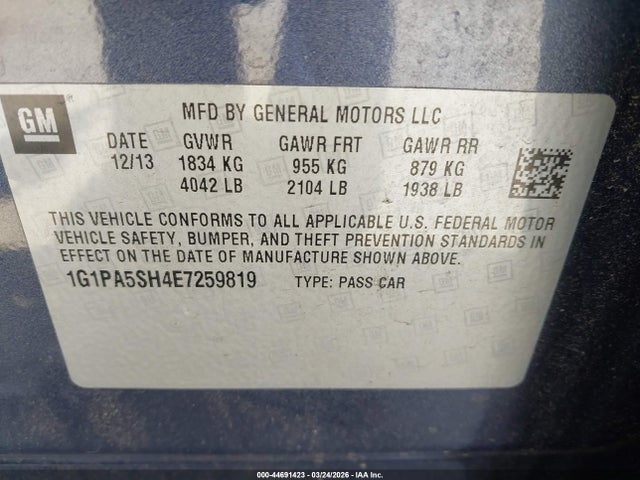 GM
MFD BY GENERAL MOTORS LLC
DATE GVWR GAWR FRT GAWR RR
12/13 1834 KG 955 KG 879 KG
4042 LB 2104 LB 1938 LB
THIS VEHICLE CONFORMS TO ALL APPLICABLE U.S. FEDERAL MOTOR
VEHICLE SAFETY, BUMPER, AND THEFT PREVENTION STANDARDS IN
EFFECT ON THE DATE OF MANUFACTURE SHOWN ABOVE.
1G1PA5SH4E7259819 TYPE: PASS CAR
000-44691423 | 03/24/2026 | IAAI.COM